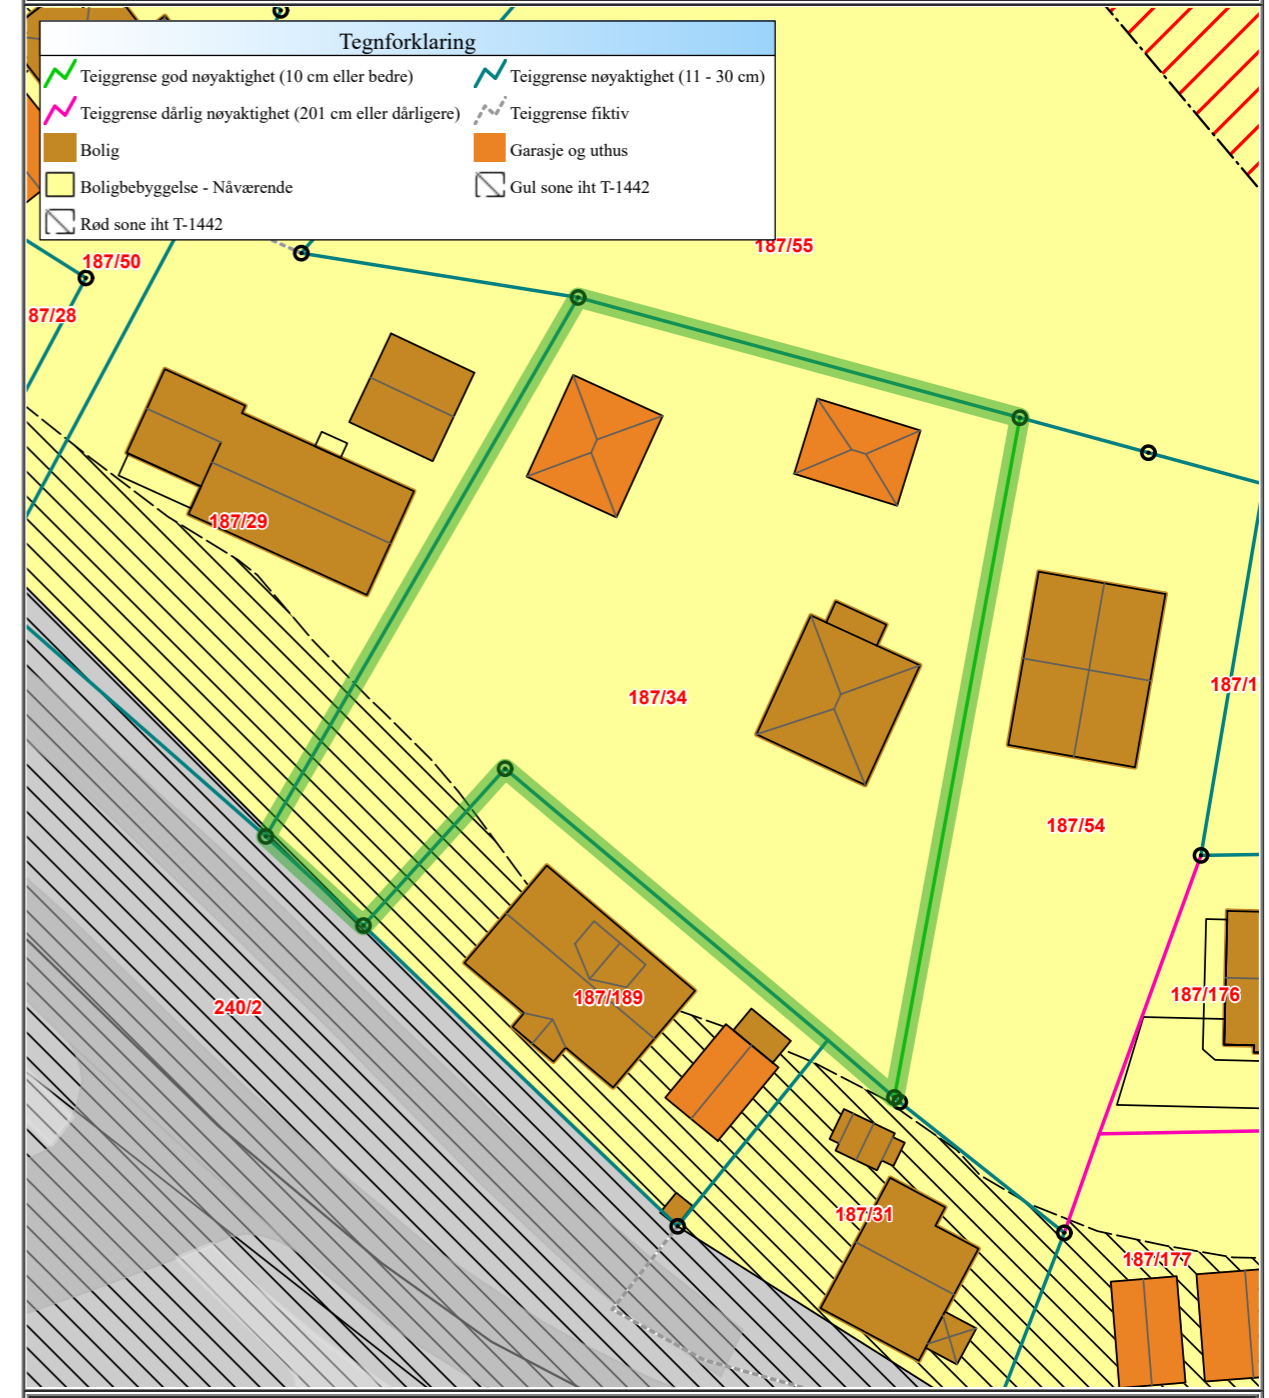 Tegnforklaring
Teiggrense god nøyaktighet (10 cm eller bedre)
Teiggrense nøyaktighet (11 - 30 cm)
Teiggrense dårlig nøyaktighet (201 cm eller dårligere)
Teiggrense fiktiv
Bolig
Garasje og uthus
Boligbebyggelse - Nåværende
Gul sone iht T-1442
Rød sone iht T-1442
187/55
187/50
87/28
187/29
187/34
187/1
187/54
187/176
187/189
240/2
187/31
187/177